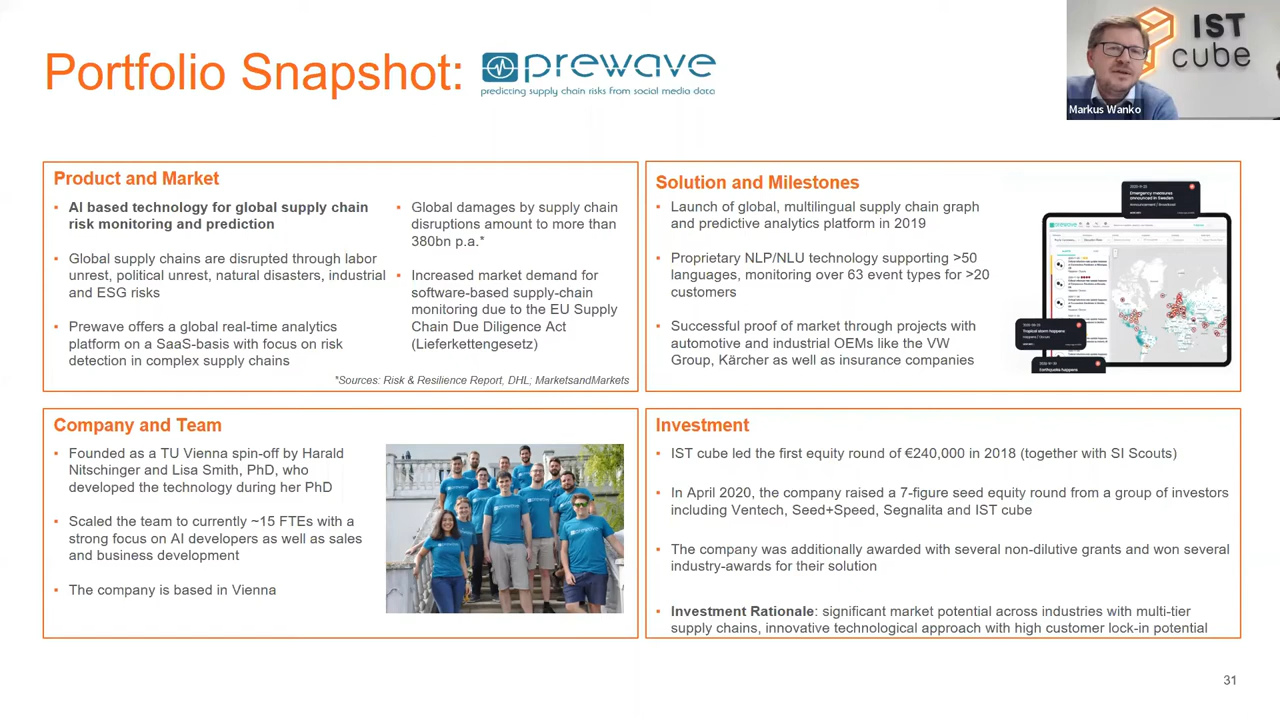 Portfolio Snapshot:
prewave
predicting supply chain risks from social media data
IST
cube
Markus Wanko
Product and Market
▪ AI based technology for global supply chain
risk monitoring and prediction
▪ Global supply chains are disrupted through labor
unrest, political unrest, natural disasters, industrial
and ESG risks
▪ Prewave offers a global real-time analytics
platform on a SaaS-basis with focus on risk
detection in complex supply chains
▪ Global damages by supply chain
disruptions amount to more than
380bn p.a.*
▪ Increased market demand for
software-based supply-chain
monitoring due to the EU Supply
Chain Due Diligence Act
(Lieferkettengesetz)
*Sources: Risk & Resilience Report, DHL; MarketsandMarkets
Solution and Milestones
▪ Launch of global, multilingual supply chain graph
and predictive analytics platform in 2019
▪ Proprietary NLP/NLU technology supporting >50
languages, monitoring over 63 event types for >20
customers
▪ Successful proof of market through projects with
automotive and industrial OEMs like the VW
Group, Kärcher as well as insurance companies
Emergency measures
announced in Sweden
Tropical storm happens
Earthquake happens
Company and Team
▪ Founded as a TU Vienna spin-off by Harald
Nitschinger and Lisa Smith, PhD, who
developed the technology during her PhD
▪ Scaled the team to currently ~15 FTEs with a
strong focus on AI developers as well as sales
and business development
▪ The company is based in Vienna
Investment
▪ IST cube led the first equity round of €240,000 in 2018 (together with SI Scouts)
▪ In April 2020, the company raised a 7-figure seed equity round from a group of investors
including Ventech, Seed+Speed, Segnalita and IST cube
▪ The company was additionally awarded with several non-dilutive grants and won several
industry-awards for their solution
▪ Investment Rationale: significant market potential across industries with multi-tier
supply chains, innovative technological approach with high customer lock-in potential
31